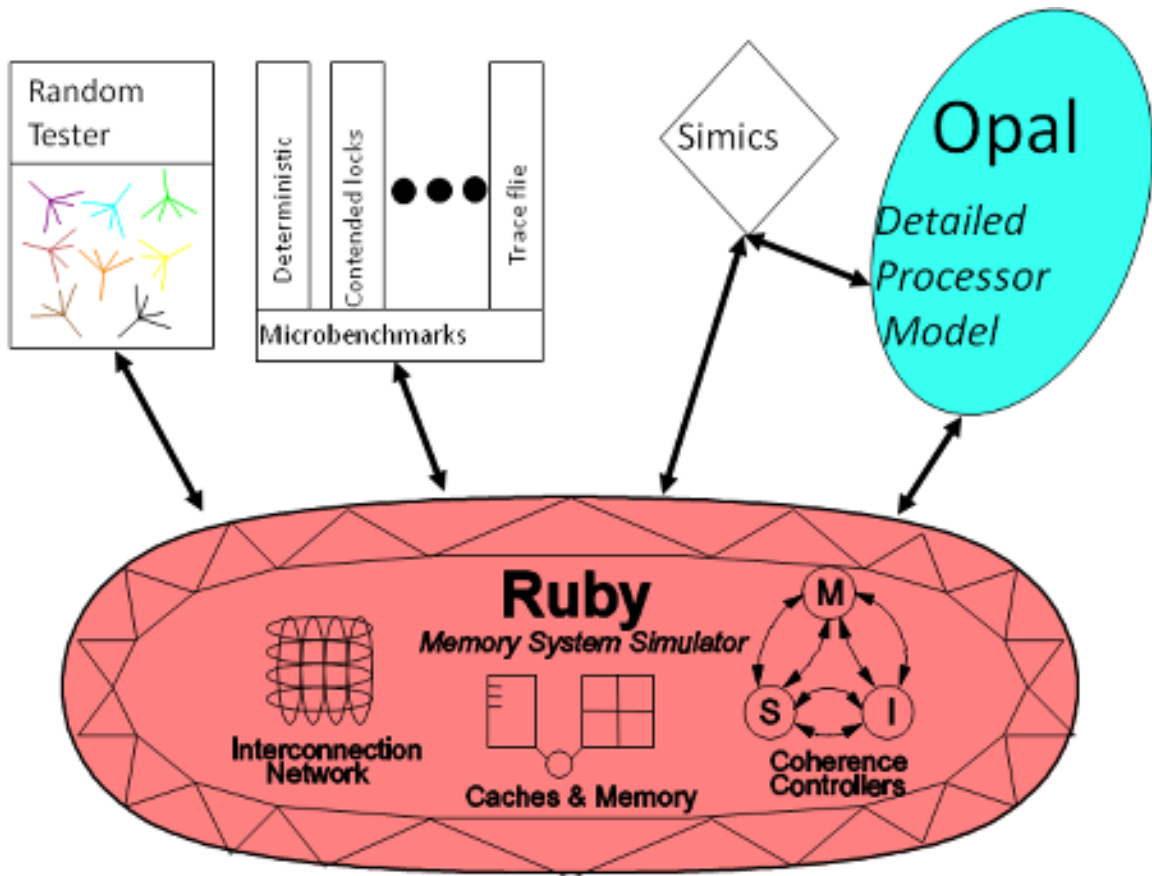 Random
Tester
Deterministic
Contended locks
Trace flie
Microbenchmarks
Simics
Opal
Detailed
Processor
Model
Ruby
Memory System Simulator
Interconnection
Network
Caches & Memory
M
S
I
Coherence
Controllers